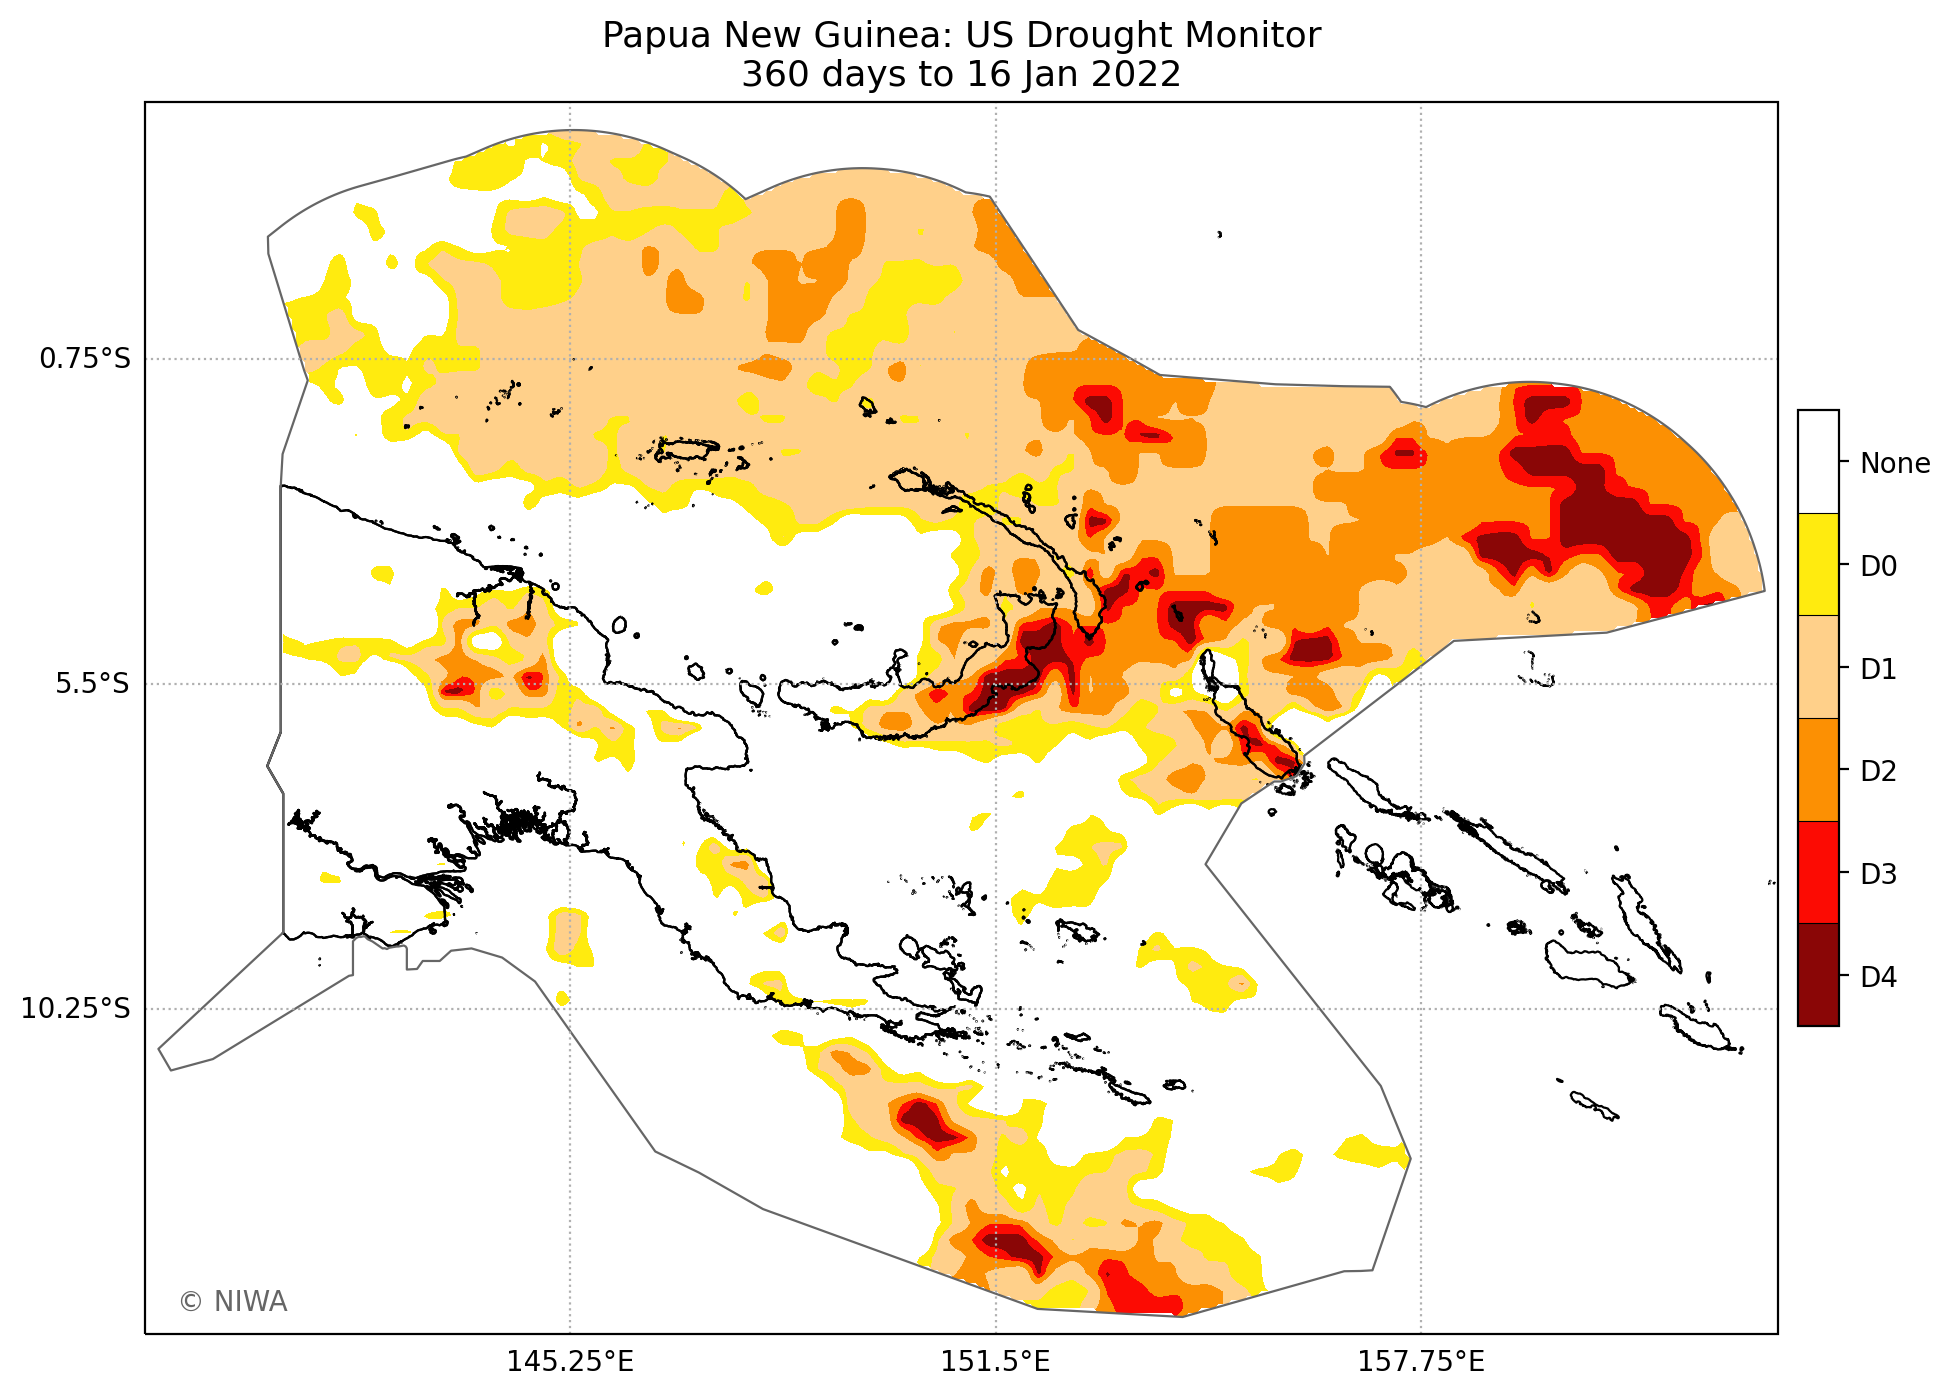 Papua New Guinea: US Drought Monitor
360 days to 16 Jan 2022
0.75°S
5.5°S
10.25°S
145.25°E
151.5°E
157.75°E
None
D0
D1
D2
D3
D4
© NIWA